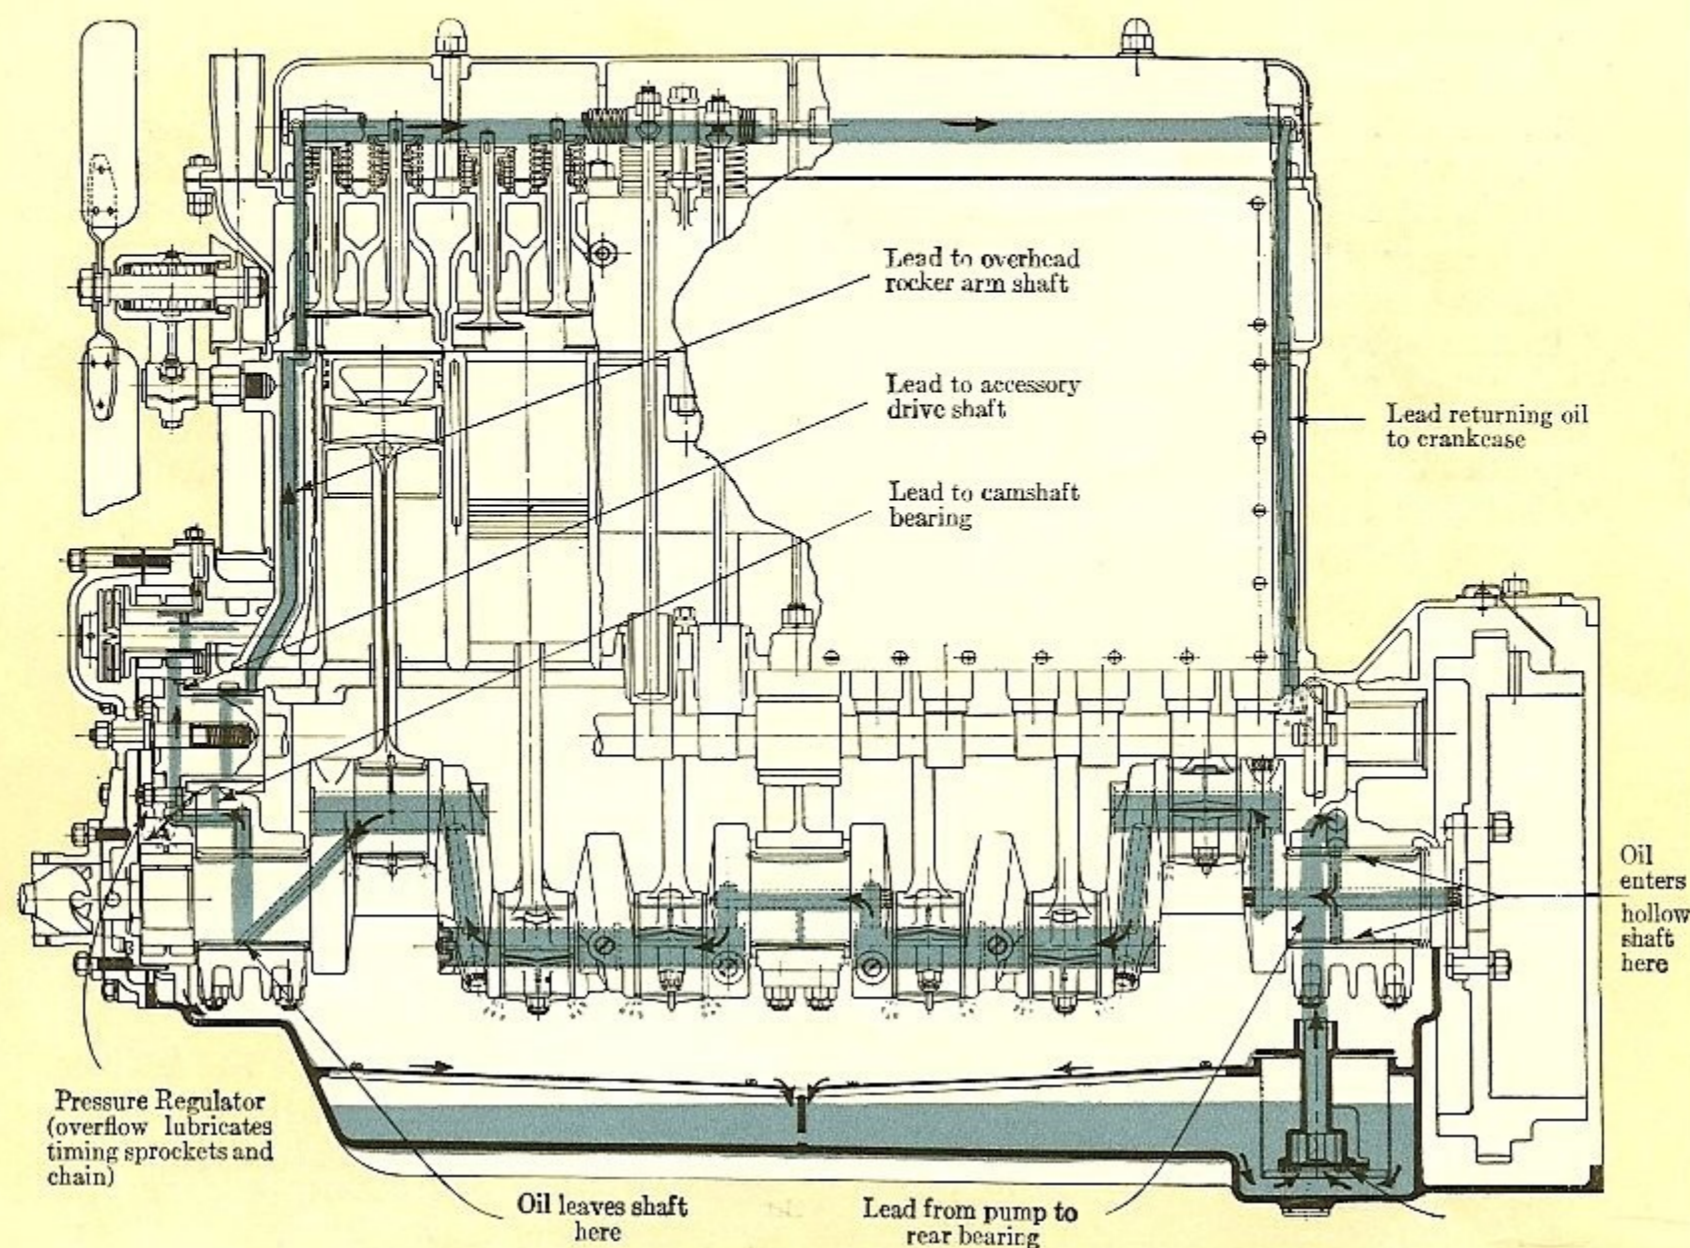 Lead to overhead
rocker arm shaft
Lead to accessory
drive shaft
Lead to camshaft
bearing
Lead returning oil
to crankcase
Oil
enters
hollow
shaft
here
Pressure Regulator
(overflow lubricates
timing sprockets and
chain)
Oil leaves shaft
here
Lead from pump to
rear bearing